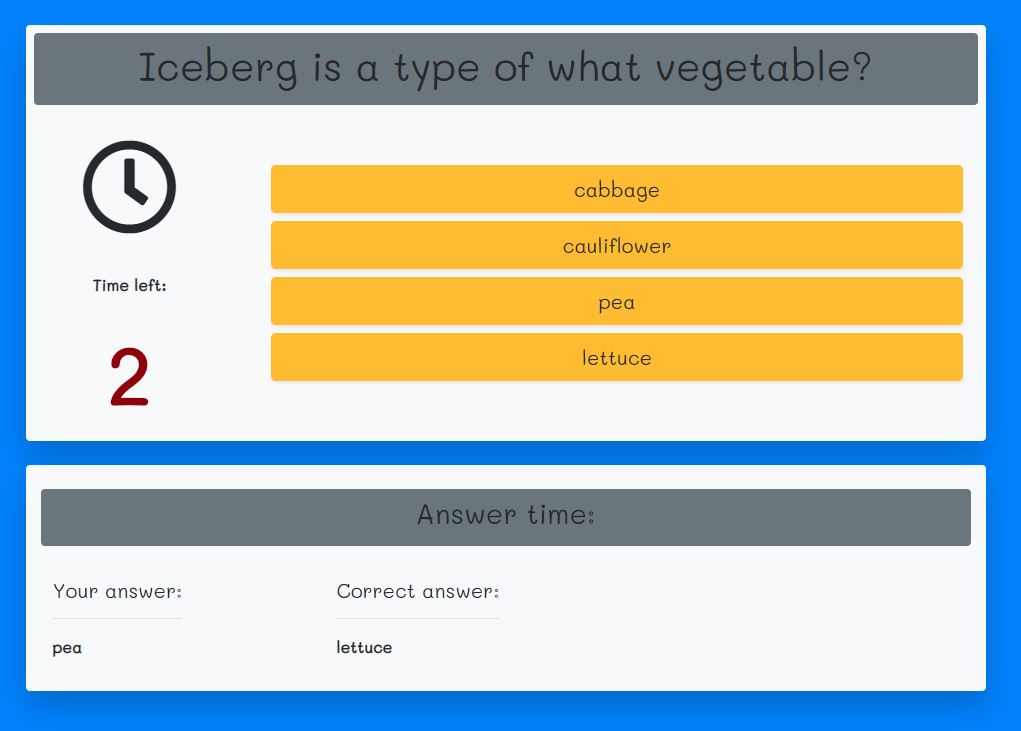 Iceberg is a type of what vegetable?
cabbage
cauliflower
Time left:
pea
lettuce
2
Answer time:
Your answer:
Correct answer:
pea
lettuce